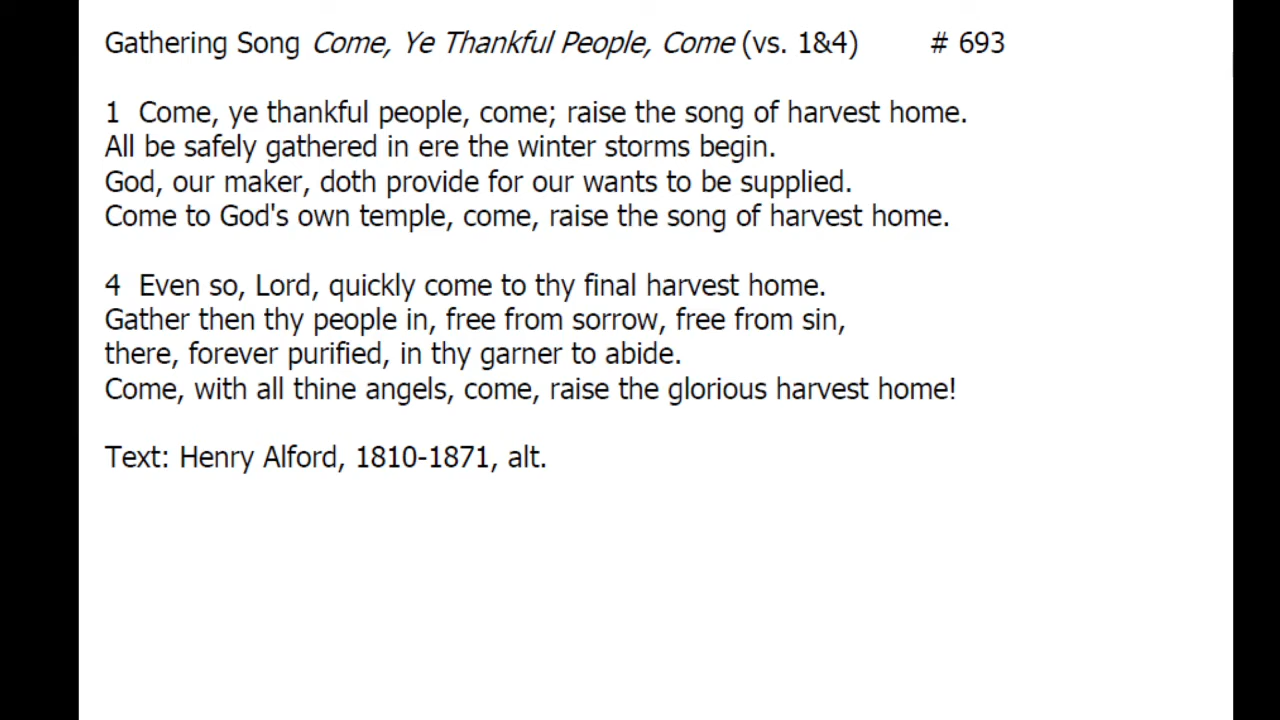 Gathering Song Come, Ye Thankful People, Come (vs. 1&4) # 693
1 Come, ye thankful people, come; raise the song of harvest home.
All be safely gathered in ere the winter storms begin.
God, our maker, doth provide for our wants to be supplied.
Come to God's own temple, come, raise the song of harvest home.
4 Even so, Lord, quickly come to thy final harvest home.
Gather then thy people in, free from sorrow, free from sin,
there, forever purified, in thy garner to abide.
Come, with all thine angels, come, raise the glorious harvest home!
Text: Henry Alford, 1810-1871, alt.